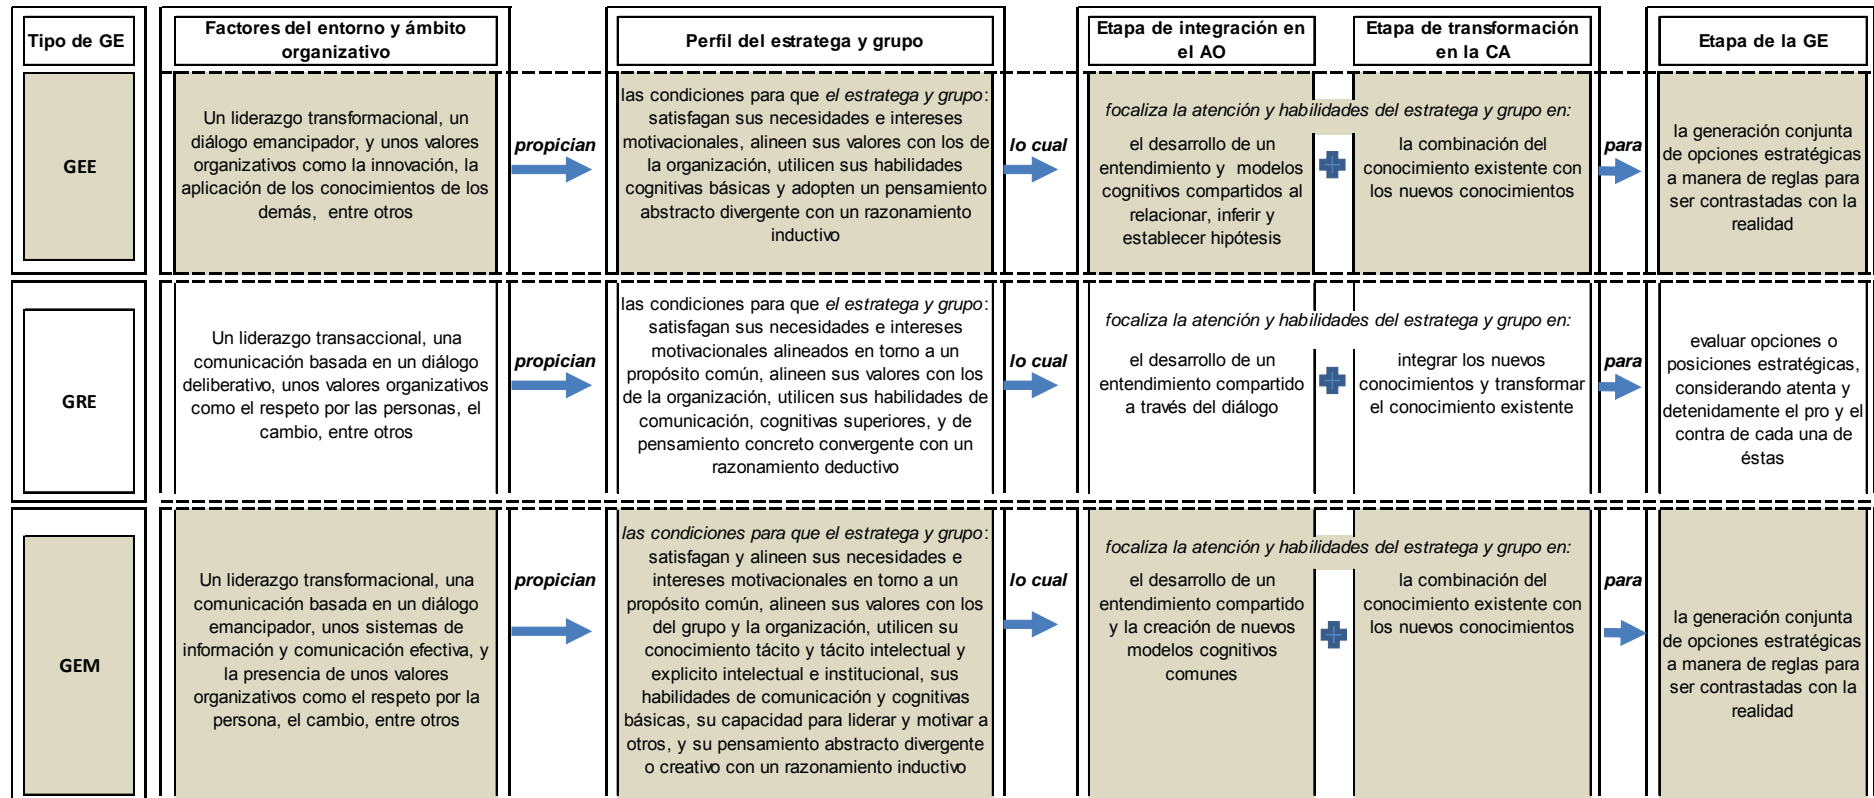 Tipo de GE
Factores del entorno y ámbito
organizativo
Perfil del estratega y grupo
Etapa de integración en
el AO
Etapa de transformación
en la CA
Etapa de la GE
GEE
Un liderazgo transformacional, un
diálogo emancipador, y unos valores
organizativos como la innovación, la
aplicación de los conocimientos de los
demás, entre otros
propician
las condiciones para que el estratega y grupo:
satisfagan sus necesidades e intereses
motivacionales, alineen sus valores con los de
la organización, utilicen sus habilidades
cognitivas básicas y adopten un pensamiento
abstracto divergente con un razonamiento
inductivo
lo cual
focaliza la atención y habilidades del estratega y grupo en:
el desarrollo de un
entendimiento y modelos
cognitivos compartidos al
relacionar, inferir y
establecer hipótesis
la combinación del
conocimiento existente con
los nuevos conocimientos
para
la generación conjunta
de opciones estratégicas
a manera de reglas para
ser contrastadas con la
realidad
GRE
Un liderazgo transaccional, una
comunicación basada en un diálogo
deliberativo, unos valores organizativos
como el respeto por las personas, el
cambio, entre otros
propician
las condiciones para que el estratega y grupo:
satisfagan sus necesidades e intereses
motivacionales alineados en torno a un
propósito común, alineen sus valores con los
de la organización, utilicen sus habilidades de
comunicación, cognitivas superiores, y de
pensamiento concreto convergente con un
razonamiento deductivo
lo cual
focaliza la atención y habilidades del estratega y grupo en:
el desarrollo de un
entendimiento compartido
a través del diálogo
integrar los nuevos
conocimientos y transformar
el conocimiento existente
para
evaluar opciones o
posiciones estratégicas,
considerando atenta y
detenidamente el pro y el
contra de cada una de
éstas
GEM
Un liderazgo transformacional, una
comunicación basada en un diálogo
emancipador, unos sistemas de
información y comunicación efectiva, y
la presencia de unos valores
organizativos como el respeto por la
persona, el cambio, entre otros
propician
las condiciones para que el estratega y grupo:
satisfagan y alineen sus necesidades e
intereses motivacionales en torno a un
propósito común, alineen sus valores con los
del grupo y la organización, utilicen su
conocimiento tácito y tácito intelectual y
explicito intelectual e institucional, sus
habilidades de comunicación y cognitivas
básicas, su capacidad para liderar y motivar a
otros, y su pensamiento abstracto divergente
o creativo con un razonamiento inductivo
lo cual
focaliza la atención y habilidades del estratega y grupo en:
el desarrollo de un
entendimiento compartido
y la creación de nuevos
modelos cognitivos
comunes
la combinación del
conocimiento existente con
los nuevos conocimientos
para
la generación conjunta
de opciones estratégicas
a manera de reglas para
ser contrastadas con la
realidad